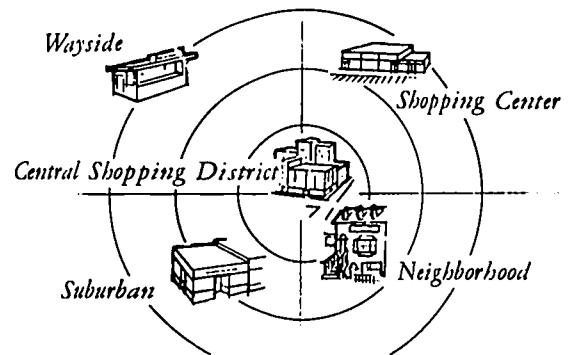 Wayside
Shopping Center
Central Shopping District
Neighborhood
Suburban